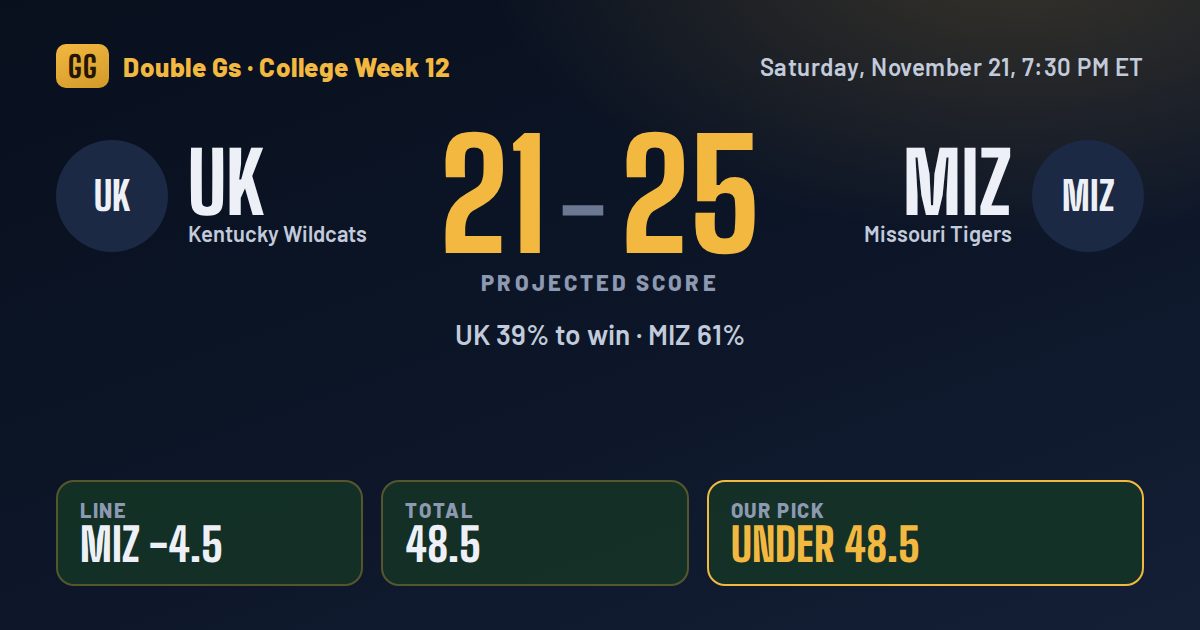 GG Double Gs · College Week 12
Saturday, November 21, 7:30 PM ET
UK
UK
Kentucky Wildcats
21 – 25
PROJECTED SCORE
UK 39% to win · MIZ 61%
MIZ
Missouri Tigers
MIZ
LINE
MIZ −4.5
TOTAL
48.5
OUR PICK
UNDER 48.5